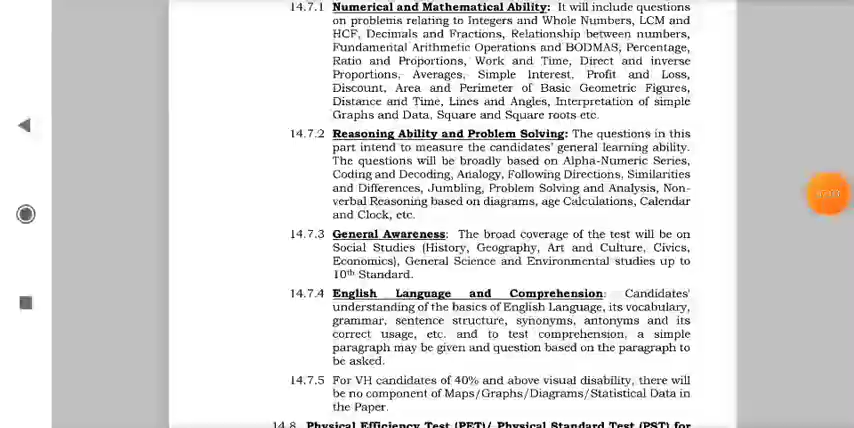 14.7.1 Numerical and Mathematical Ability: It will include questions
on problems relating to Integers and Whole Numbers, LCM and
HCF, Decimals and Fractions, Relationship between numbers,
Fundamental Arithmetic Operations and BODMAS, Percentage,
Ratio and Proportions, Work and Time, Direct and inverse
Proportions, Averages, Simple Interest, Profit and Loss,
Discount, Area and Perimeter of Basic Geometric Figures,
Distance and Time, Lines and Angles, Interpretation of simple
Graphs and Data, Square and Square roots etc.
14.7.2 Reasoning Ability and Problem Solving: The questions in this
part intend to measure the candidates' general learning ability.
The questions will be broadly based on Alpha-Numeric Series,
Coding and Decoding, Analogy, Following Directions, Similarities
and Differences, Jumbling, Problem Solving and Analysis, Non-
verbal Reasoning based on diagrams, age Calculations, Calendar
and Clock, etc.
14.7.3 General Awareness: The broad coverage of the test will be on
Social Studies (History, Geography, Art and Culture, Civics,
Economics), General Science and Environmental studies up to
10th Standard.
14.7.4 English Language and Comprehension: Candidates'
understanding of the basics of English Language, its vocabulary,
grammar, sentence structure, synonyms, antonyms and its
correct usage, etc. and to test comprehension, a simple
paragraph may be given and question based on the paragraph to
be asked.
14.7.5 For VH candidates of 40% and above visual disability, there will
be no component of Maps/Graphs/Diagrams/Statistical Data in
the Paper.
14.8 Physical Efficiency Test (PET)/ Physical Standard Test (PST) for